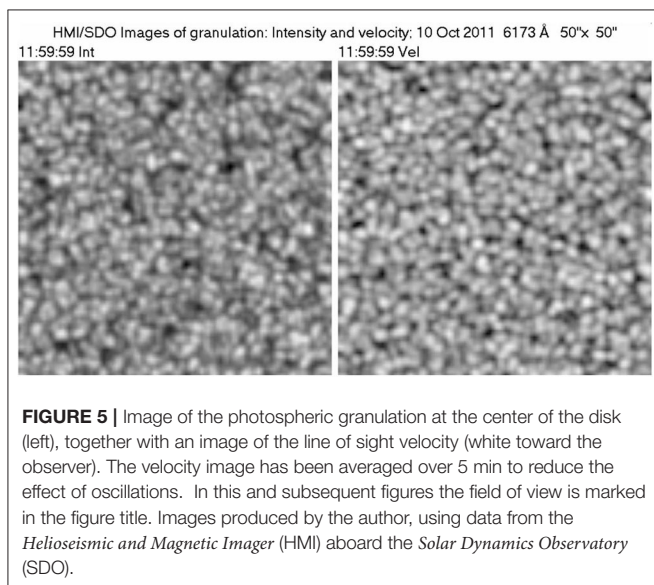 HMI/SDO Images of granulation: Intensity and velocity; 10 Oct 2011 6173 Å 50"x 50"
11:59:59 Int 11:59:59 Vel
FIGURE 5 | Image of the photospheric granulation at the center of the disk
(left), together with an image of the line of sight velocity (white toward the
observer). The velocity image has been averaged over 5 min to reduce the
effect of oscillations. In this and subsequent figures the field of view is marked
in the figure title. Images produced by the author, using data from the
Helioseismic and Magnetic Imager (HMI) aboard the Solar Dynamics Observatory
(SDO).